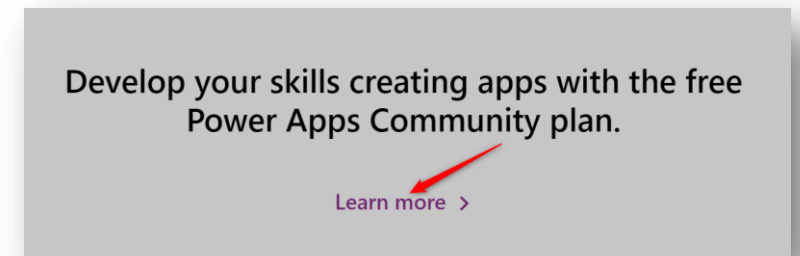 Develop your skills creating apps with the free
Power Apps Community plan.
Learn more >